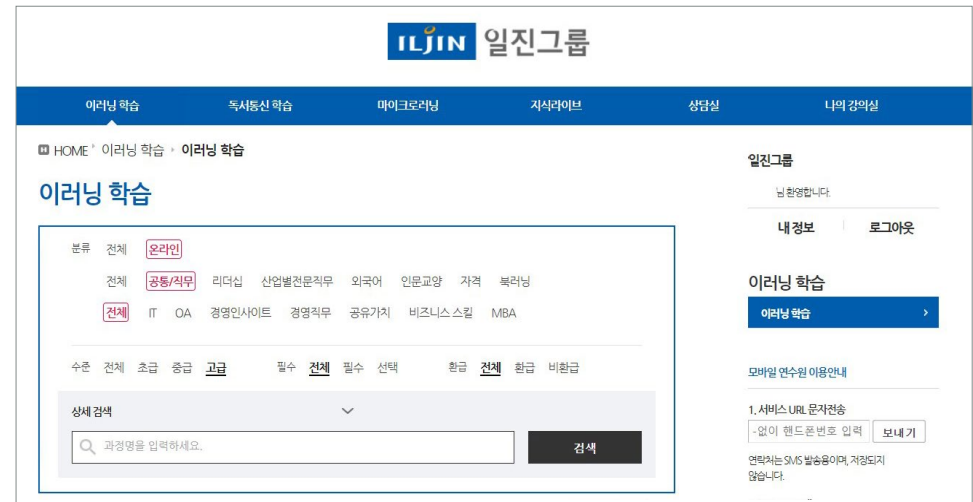 ILJIN 일진그룹
이러닝 학습 독서통신 학습 마이크로러닝 지식라이브 상담실 나의 강의실
HOME 이러닝 학습 이러닝 학습
이러닝 학습
분류 전체 온라인
전체 공통/직무 리더십 산업별전문직무 외국어 인문교양 자격 북러닝
전체 IT OA 경영인사이트 경영직무 공유가치 비즈니스 스킬 MBA
수준 전체 초급 중급 고급 필수 전체 필수 선택 환급 전체 환급 비환급
상세 검색
과정명을 입력하세요. 검색
일진그룹
님 환영합니다.
내 정보 로그아웃
이러닝 학습
이러닝 학습
모바일 연수원 이용안내
1. 서비스 URL 문자전송
-없이 핸드폰번호 입력 보내기
연락처는 SMS 발송용이며, 저장되지
않습니다.